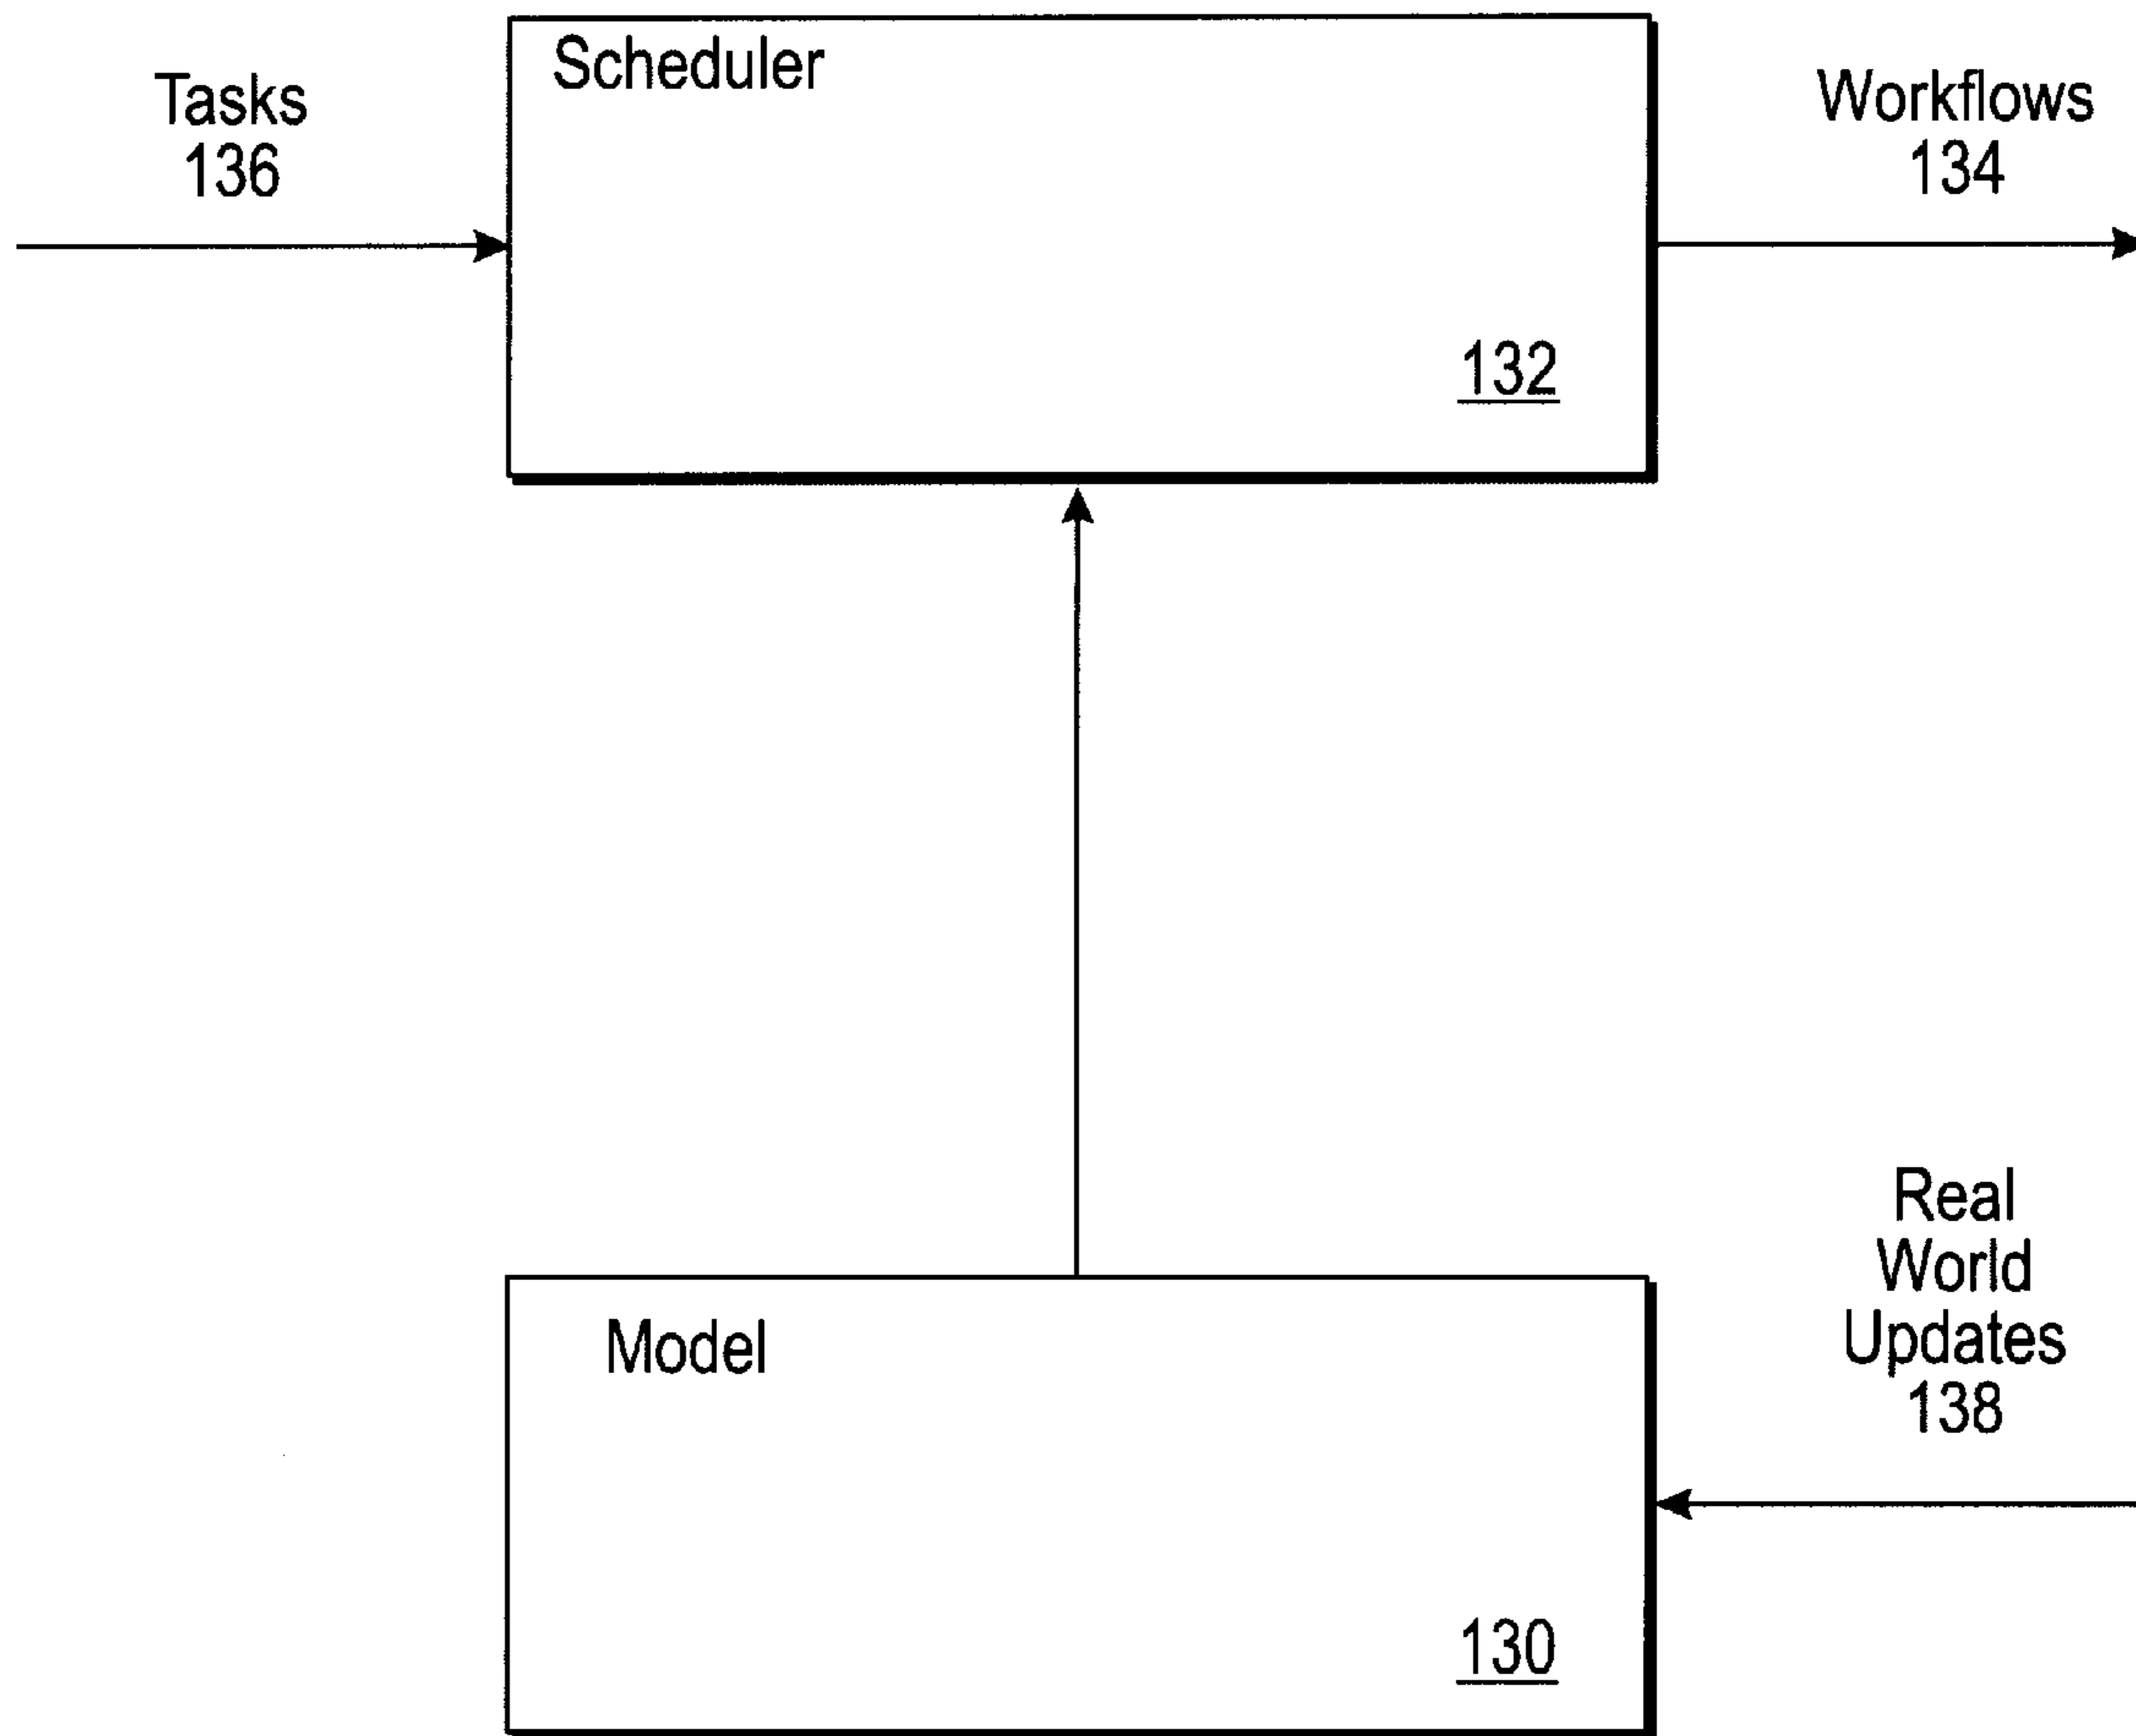 Scheduler
Tasks
136
Workflows
134
132
Real
World
Updates
138
Model
130